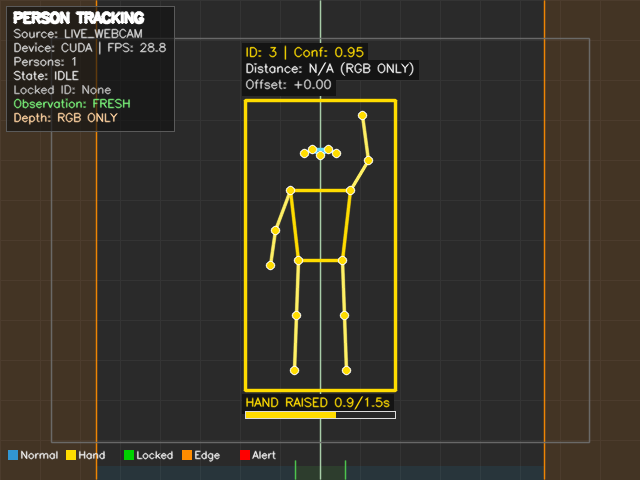 PERSON TRACKING
Source: LIVE_WEBCAM
Device: CUDA | FPS: 28.8
Persons: 1
State: IDLE
Locked ID: None
Observation: FRESH
Depth: RGB ONLY
ID: 3 | Conf: 0.95
Distance: N/A (RGB ONLY)
Offset: +0.00
HAND RAISED 0.9/1.5s
Normal Hand Locked Edge Alert